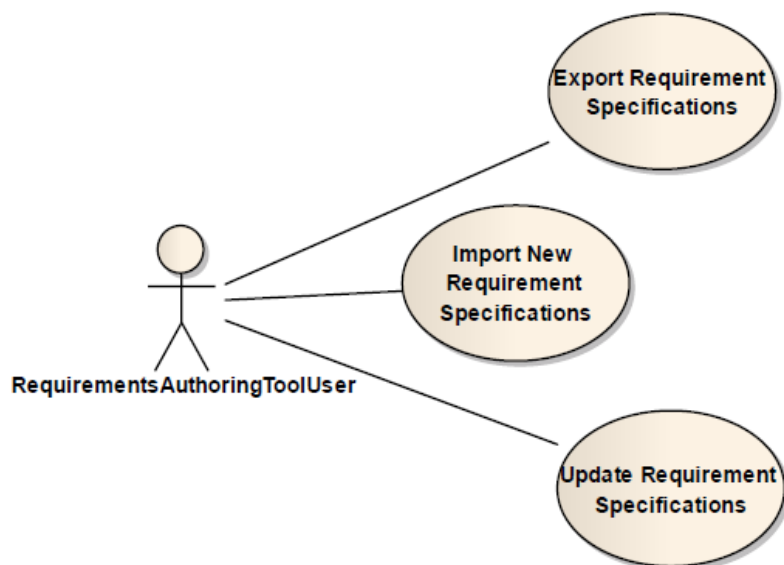 Export Requirement
Specifications
Import New
Requirement
Specifications
RequirementsAuthoringToolUser
Update Requirement
Specifications